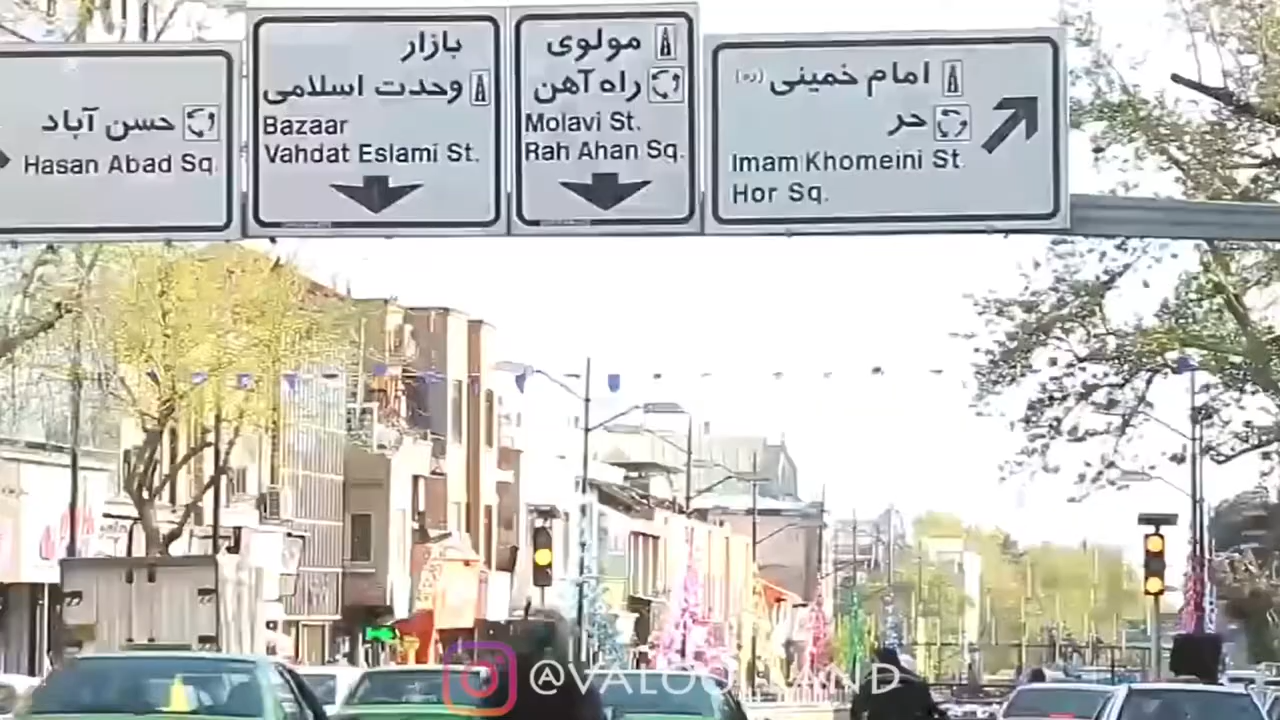 حسن آباد
Hasan Abad Sq.
بازار
وحدت اسلامی
Bazaar
Vahdat Eslami St.
مولوی
راه آهن
Molavi St.
Rah Ahan Sq.
امام خمینی (ره)
حر
Imam Khomeini St.
Hor Sq.